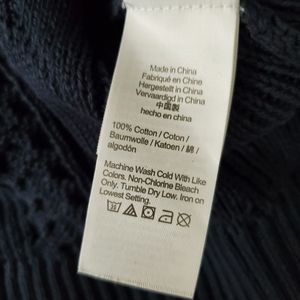 Made in China
Fabriqué en Chine
Hergestellt in China
Vervaardigd in China
中国製
hecho en china
100% Cotton / Coton /
Baumwolle / Katoen / 綿 /
algodón
Machine Wash Cold With Like
Colors. Non-Chlorine Bleach
Only. Tumble Dry Low. Iron on
Lowest Setting.